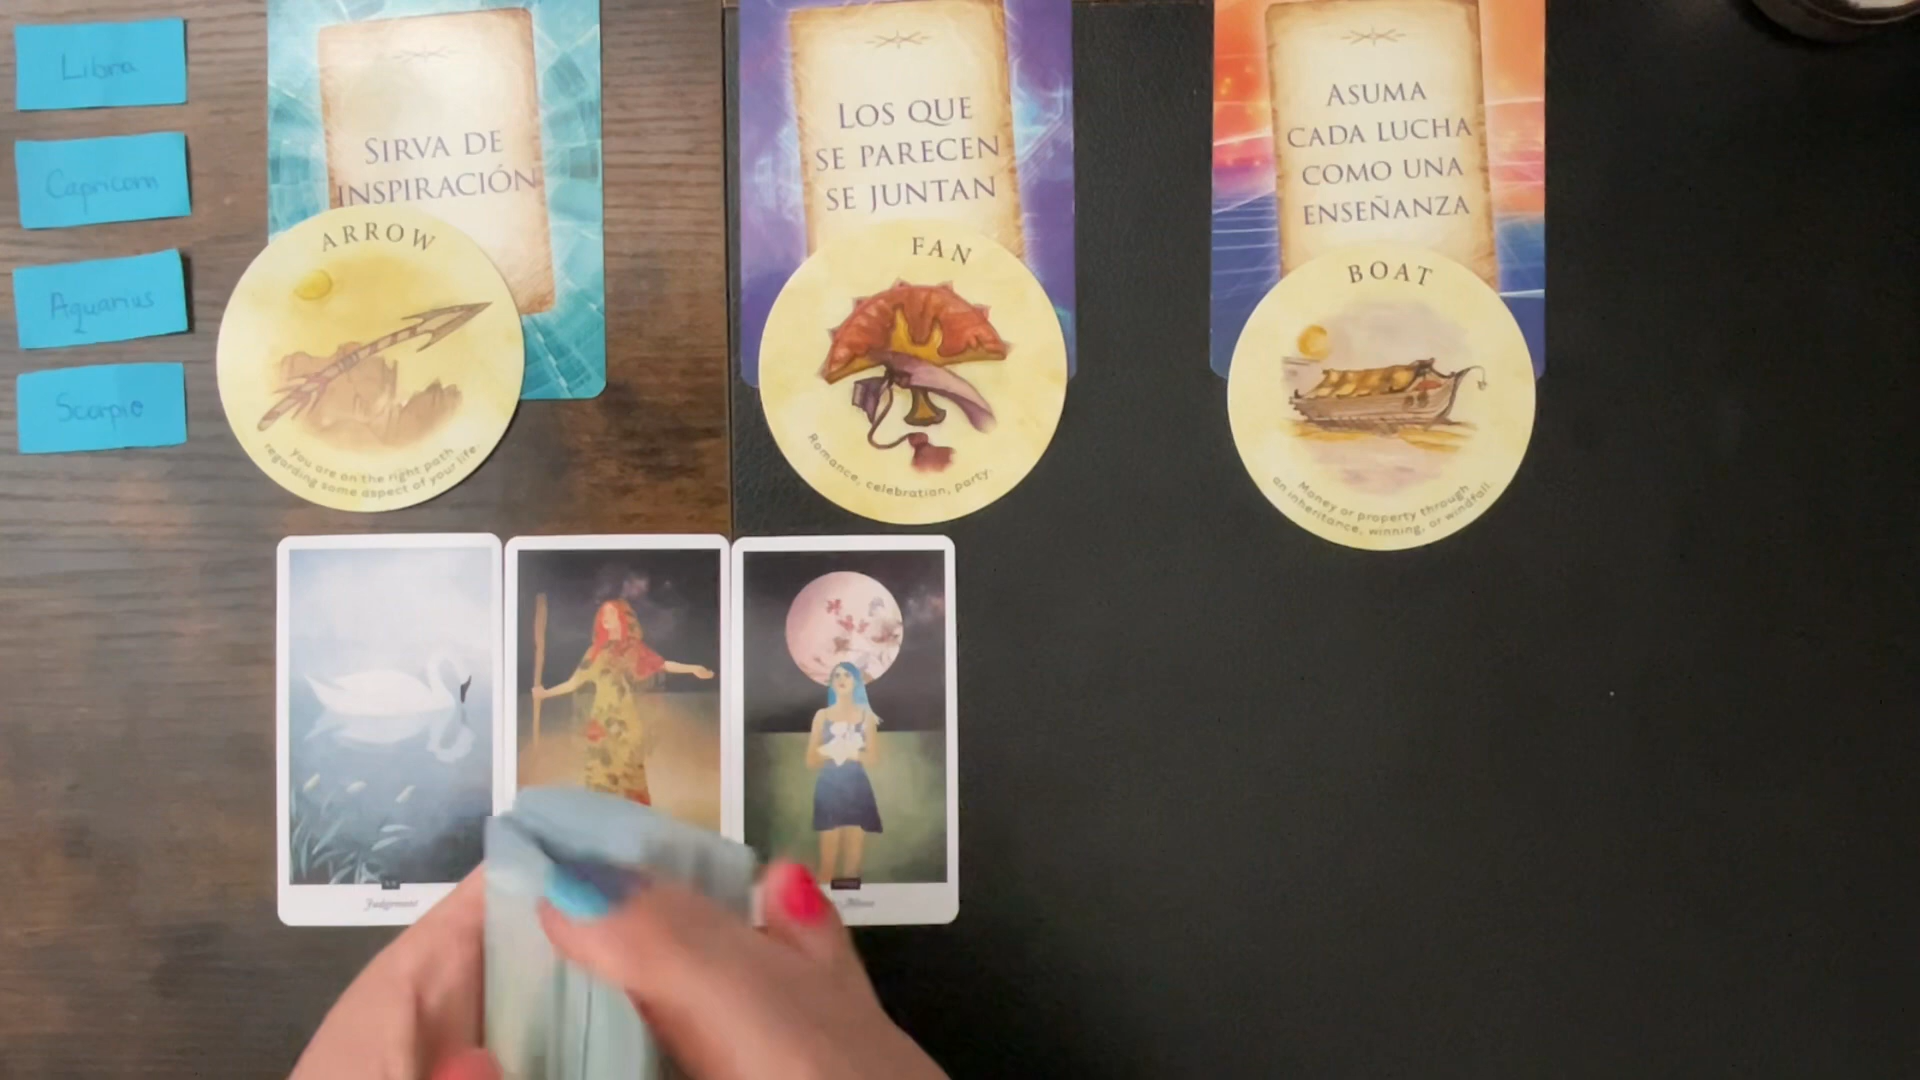 Libra
Capricorn
Aquarius
Scorpio
SIRVA DE
INSPIRACIÓN
ARROW
you are on the right path
regarding some aspect of your life.
LOS QUE
SE PARECEN
SE JUNTAN
FAN
Romance, celebration, party.
ASUMA
CADA LUCHA
COMO UNA
ENSEÑANZA
BOAT
Money or property through
an inheritance, winning, or windfall.
Judgement
Moon